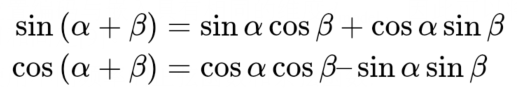 sin (α + β) = sin α cos β + cos α sin β
cos (α + β) = cos α cos β– sin α sin β